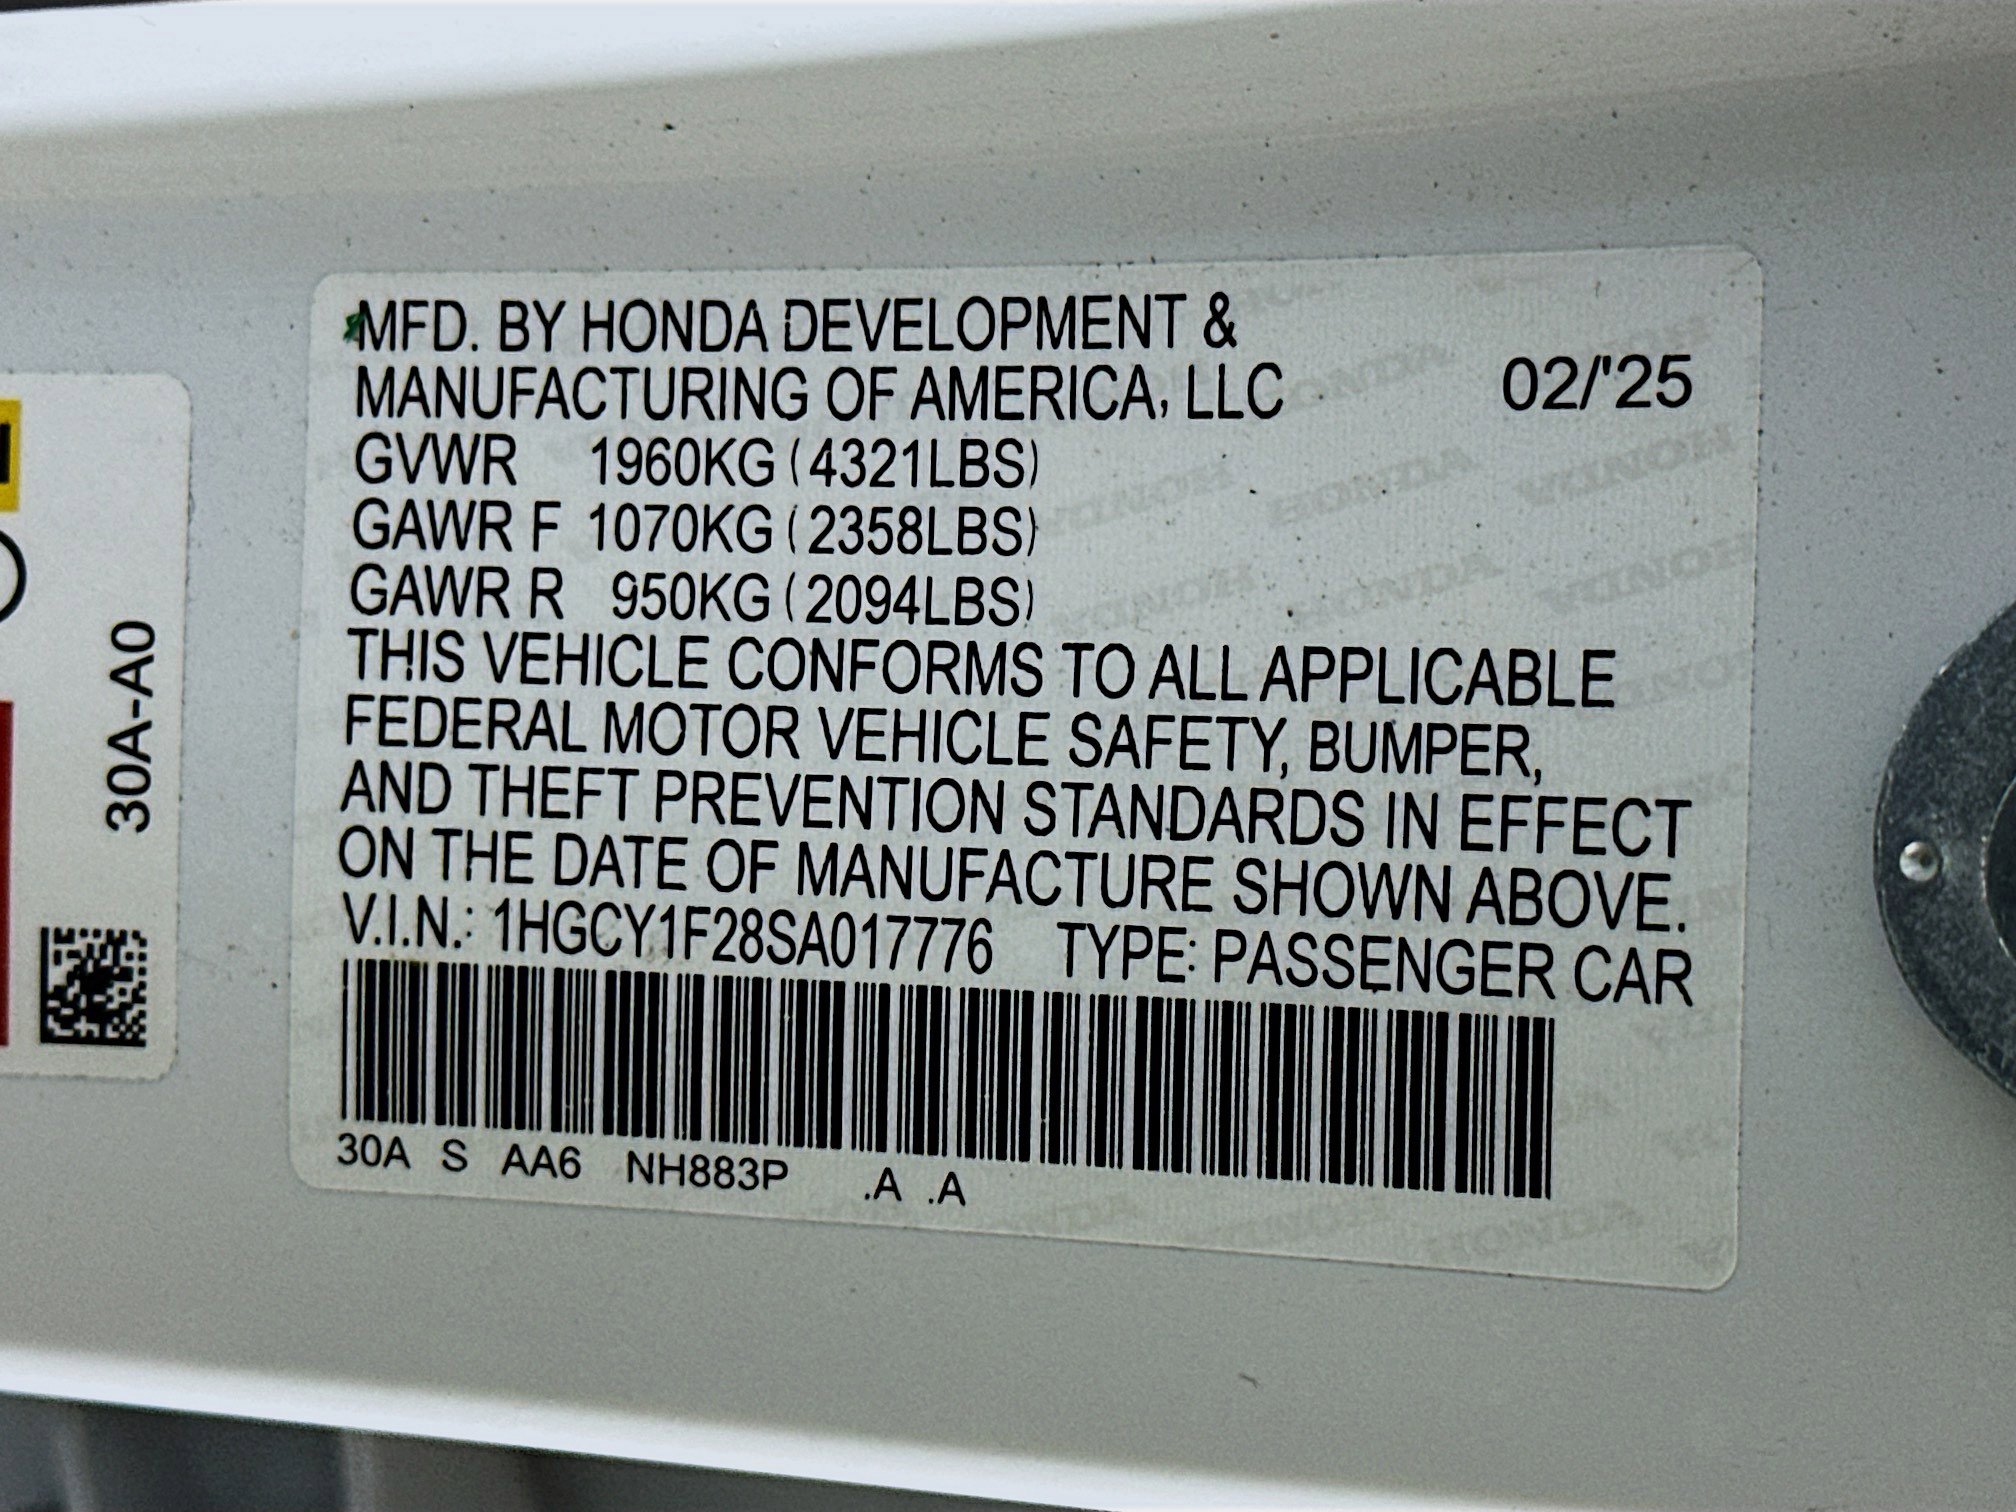 MFD. BY HONDA DEVELOPMENT &
MANUFACTURING OF AMERICA, LLC 02/'25
GVWR 1960KG (4321LBS)
GAWR F 1070KG (2358LBS)
GAWR R 950KG (2094LBS)
THIS VEHICLE CONFORMS TO ALL APPLICABLE
FEDERAL MOTOR VEHICLE SAFETY, BUMPER,
AND THEFT PREVENTION STANDARDS IN EFFECT
ON THE DATE OF MANUFACTURE SHOWN ABOVE.
V.I.N.: 1HGCY1F28SA017776 TYPE: PASSENGER CAR
30A S AA6 NH883P .A .A
30A-A0